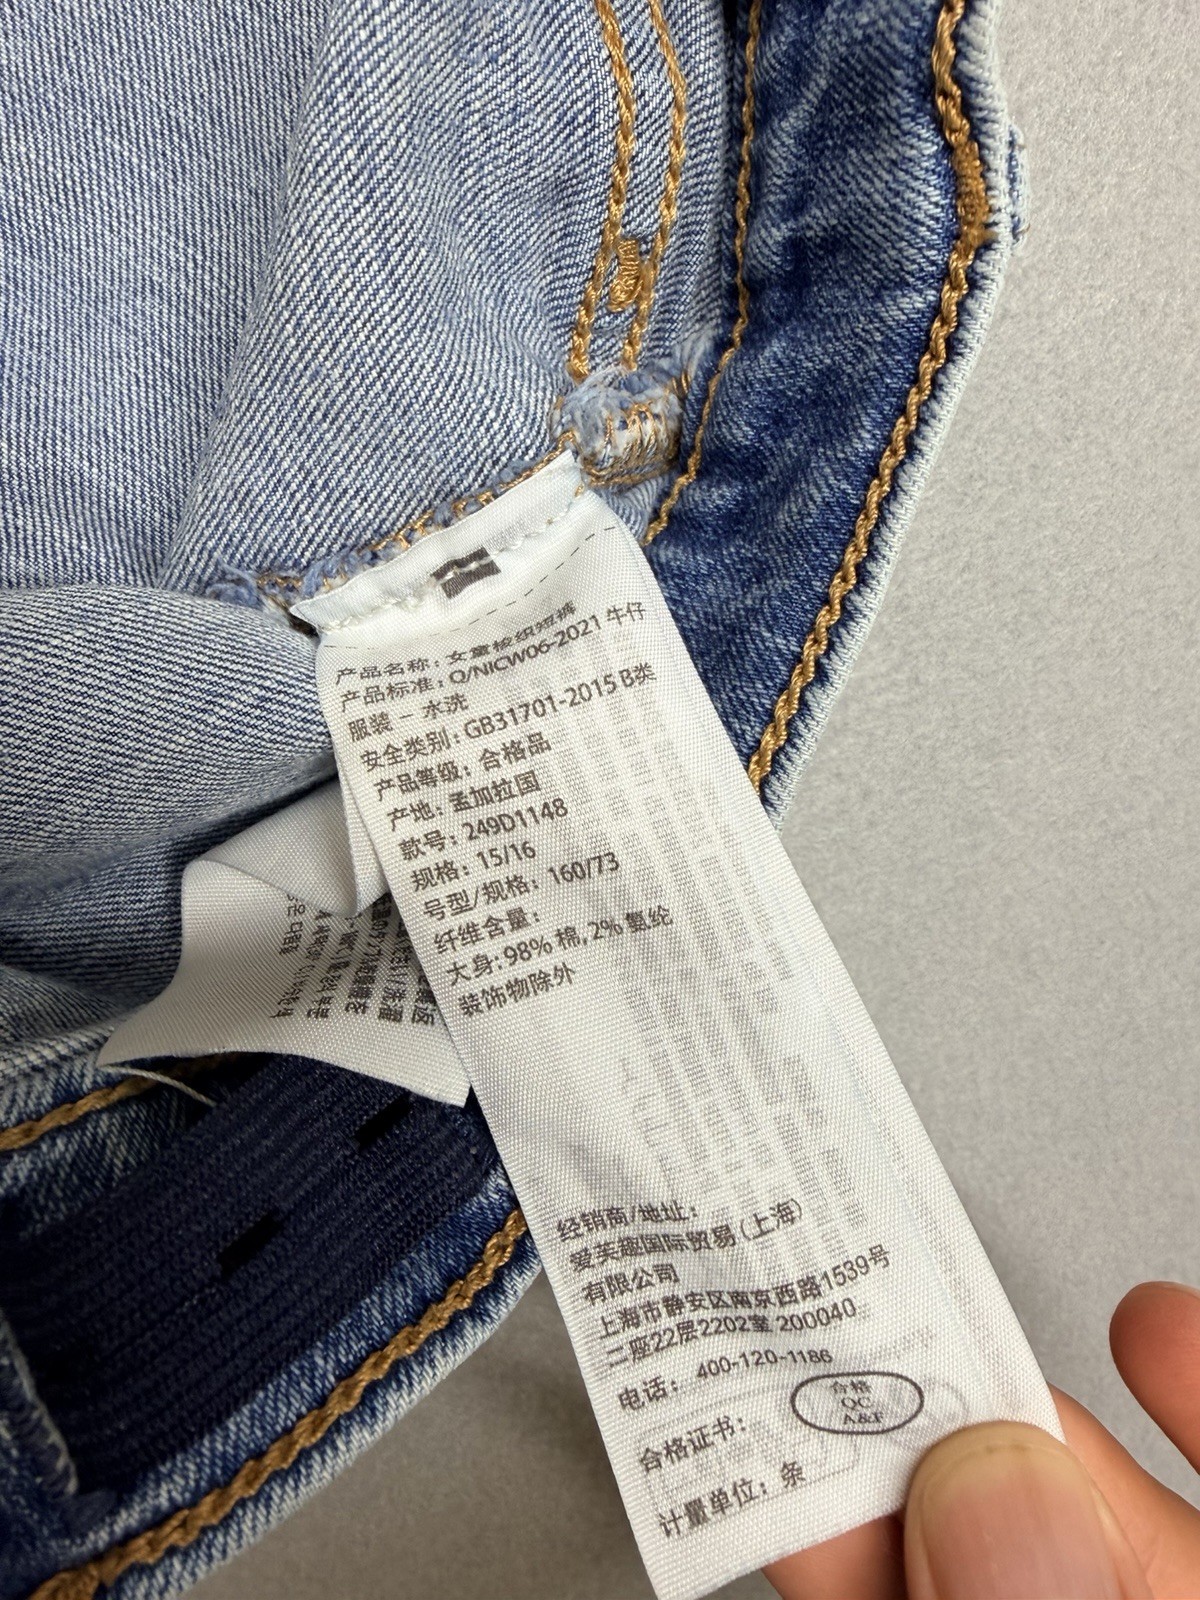 产品名称: 女童梭织短裤
产品标准: Q/NICW06-2021 牛仔
服装 - 水洗
安全类别: GB31701-2015 B类
产品等级: 合格品
产地: 孟加拉国
款号: 249D1148
规格: 15/16
号型/规格: 160/73
纤维含量:
大身: 98% 棉, 2% 氨纶
装饰物除外
经销商/地址:
爱芙趣国际贸易 (上海)
有限公司
上海市静安区南京西路1539号
二座22层2202室 200040
电话: 400-120-1186
合格证书:
合格
QC
A&F
计量单位: 条